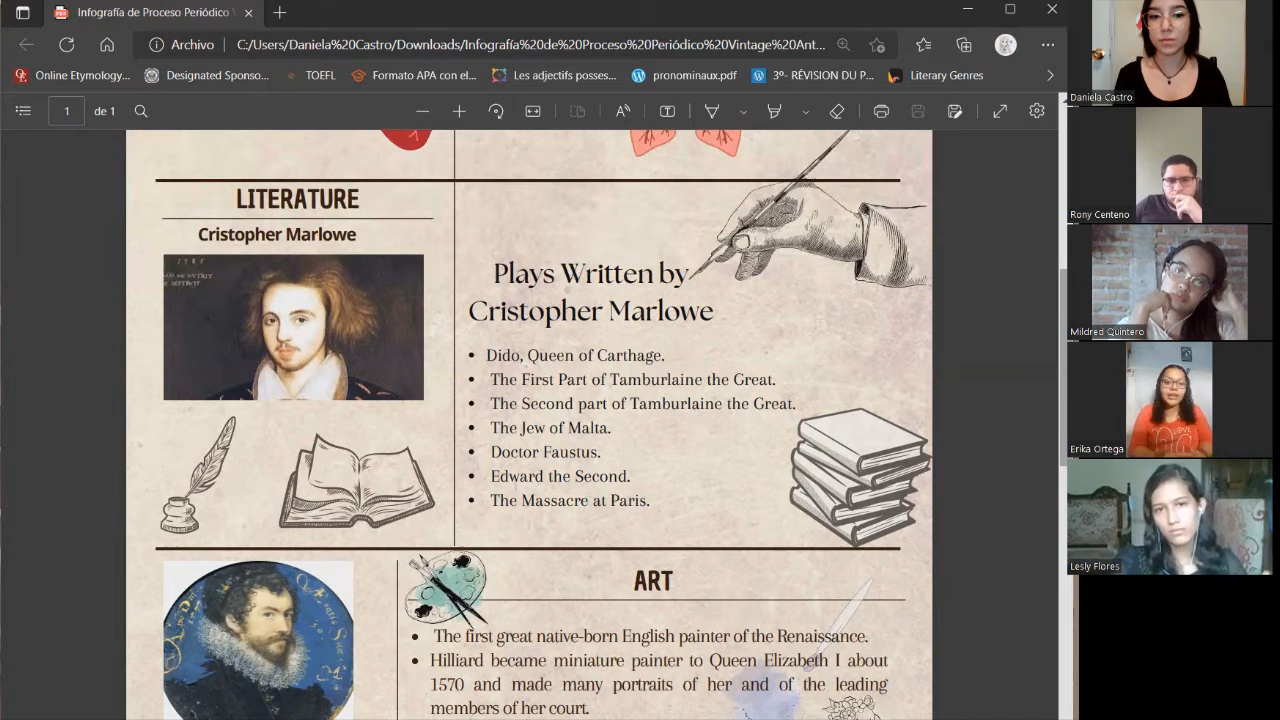 Infografía de Proceso Periódico
Archivo
C:/Users/Daniela%20Castro/Downloads/Infografía%20de%20Proceso%20Periódico%20Vintage%20Ant...
Online Etymology...
Designated Sponso...
TOEFL
Formato APA con el...
Les adjectifs posses...
pronominaux.pdf
3º- RÉVISION DU P...
Literary Genres
1 de 1
LITERATURE
Cristopher Marlowe
1585
Plays Written by
Cristopher Marlowe
• Dido, Queen of Carthage.
• The First Part of Tamburlaine the Great.
• The Second part of Tamburlaine the Great.
• The Jew of Malta.
• Doctor Faustus.
• Edward the Second.
• The Massacre at Paris.
ART
• The first great native-born English painter of the Renaissance.
• Hilliard became miniature painter to Queen Elizabeth I about
1570 and made many portraits of her and of the leading
members of her court.
Daniela Castro
Rony Centeno
Mildred Quintero
Erika Ortega
Lesly Flores